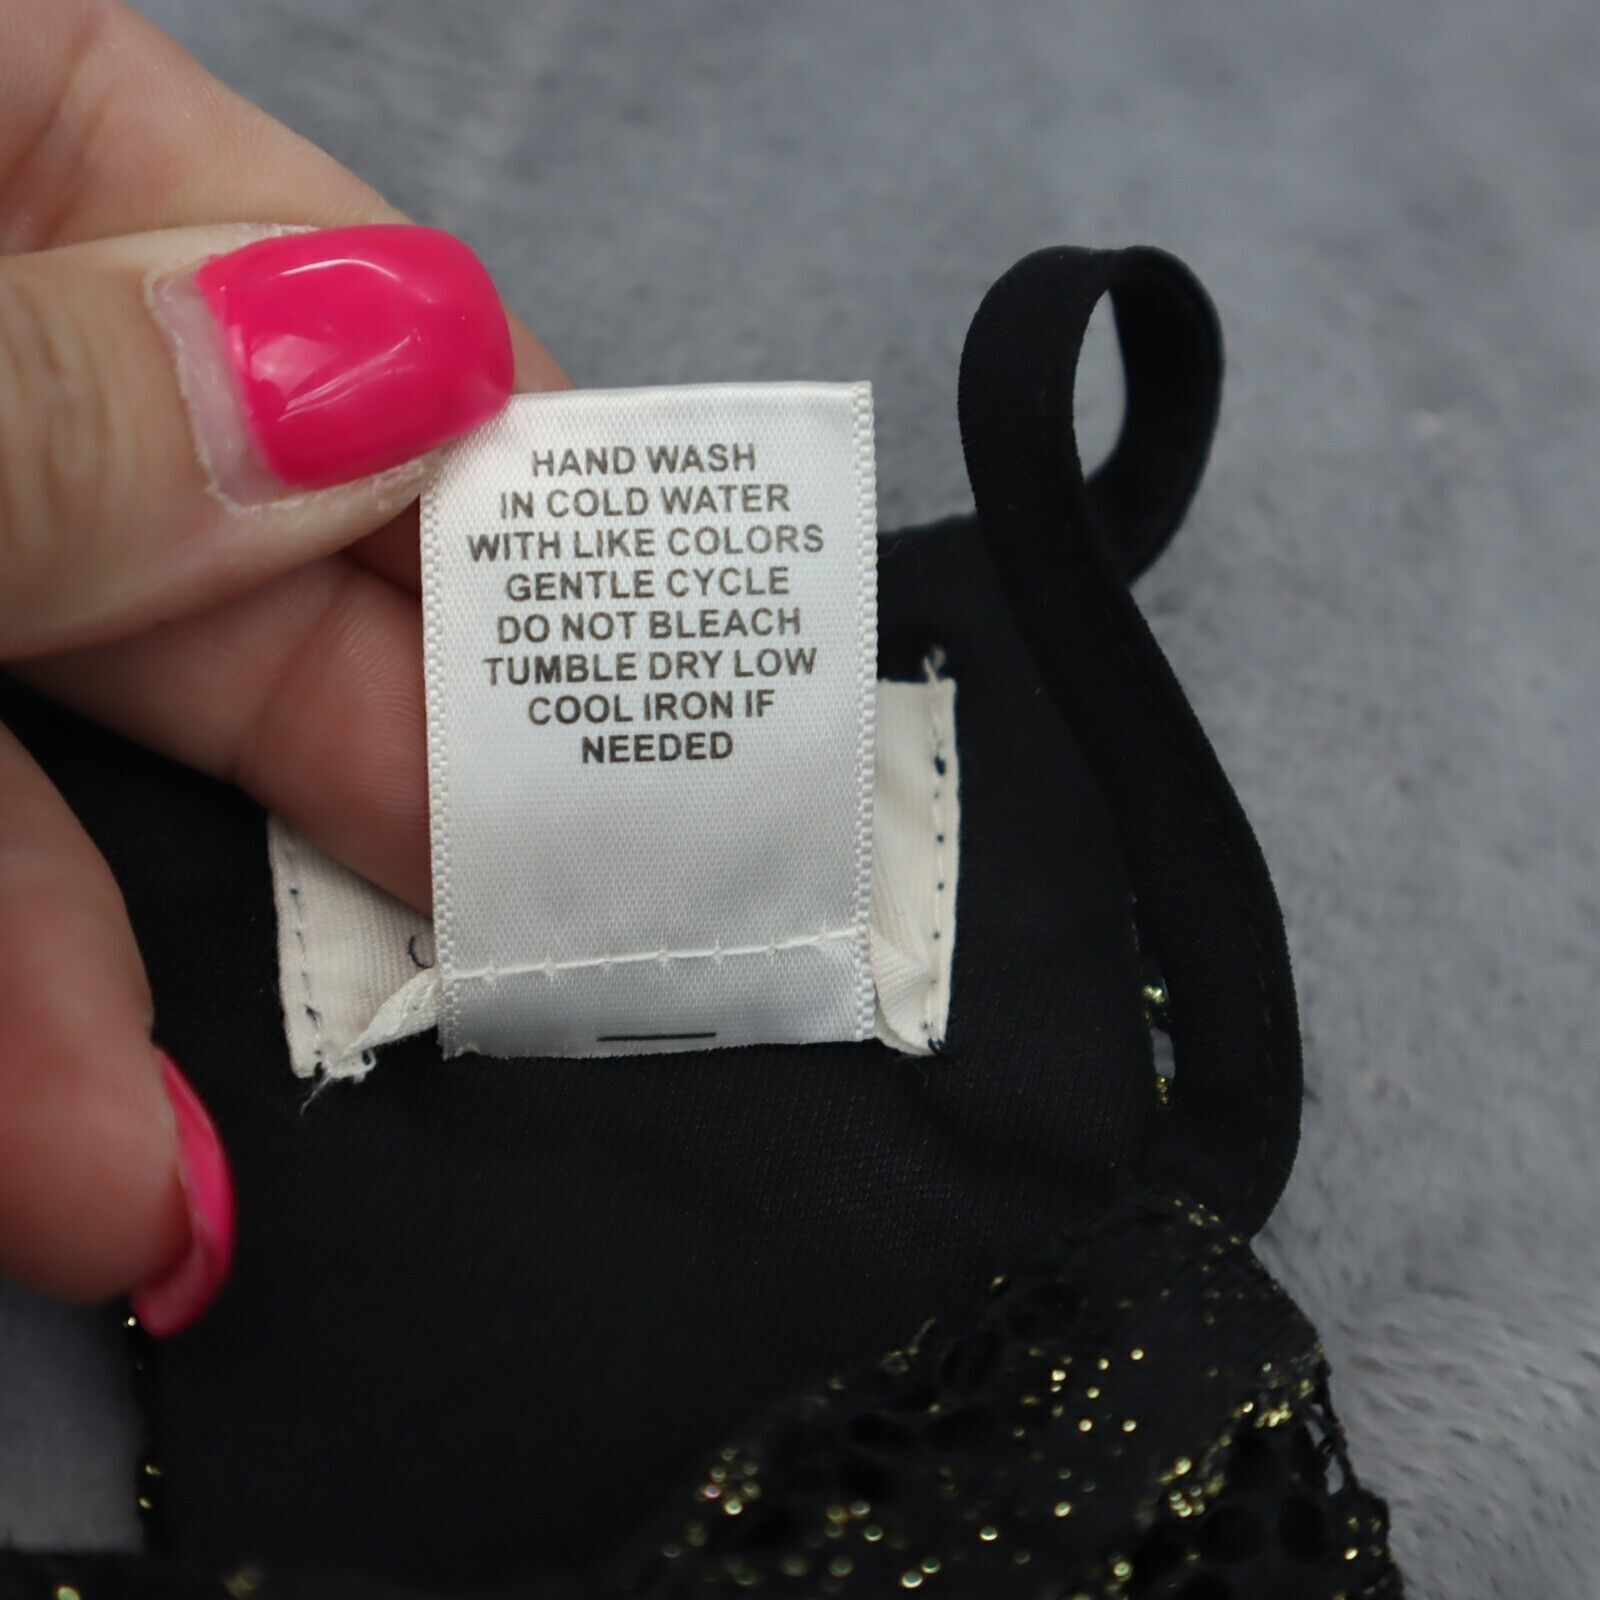 HAND WASH
IN COLD WATER
WITH LIKE COLORS
GENTLE CYCLE
DO NOT BLEACH
TUMBLE DRY LOW
COOL IRON IF
NEEDED